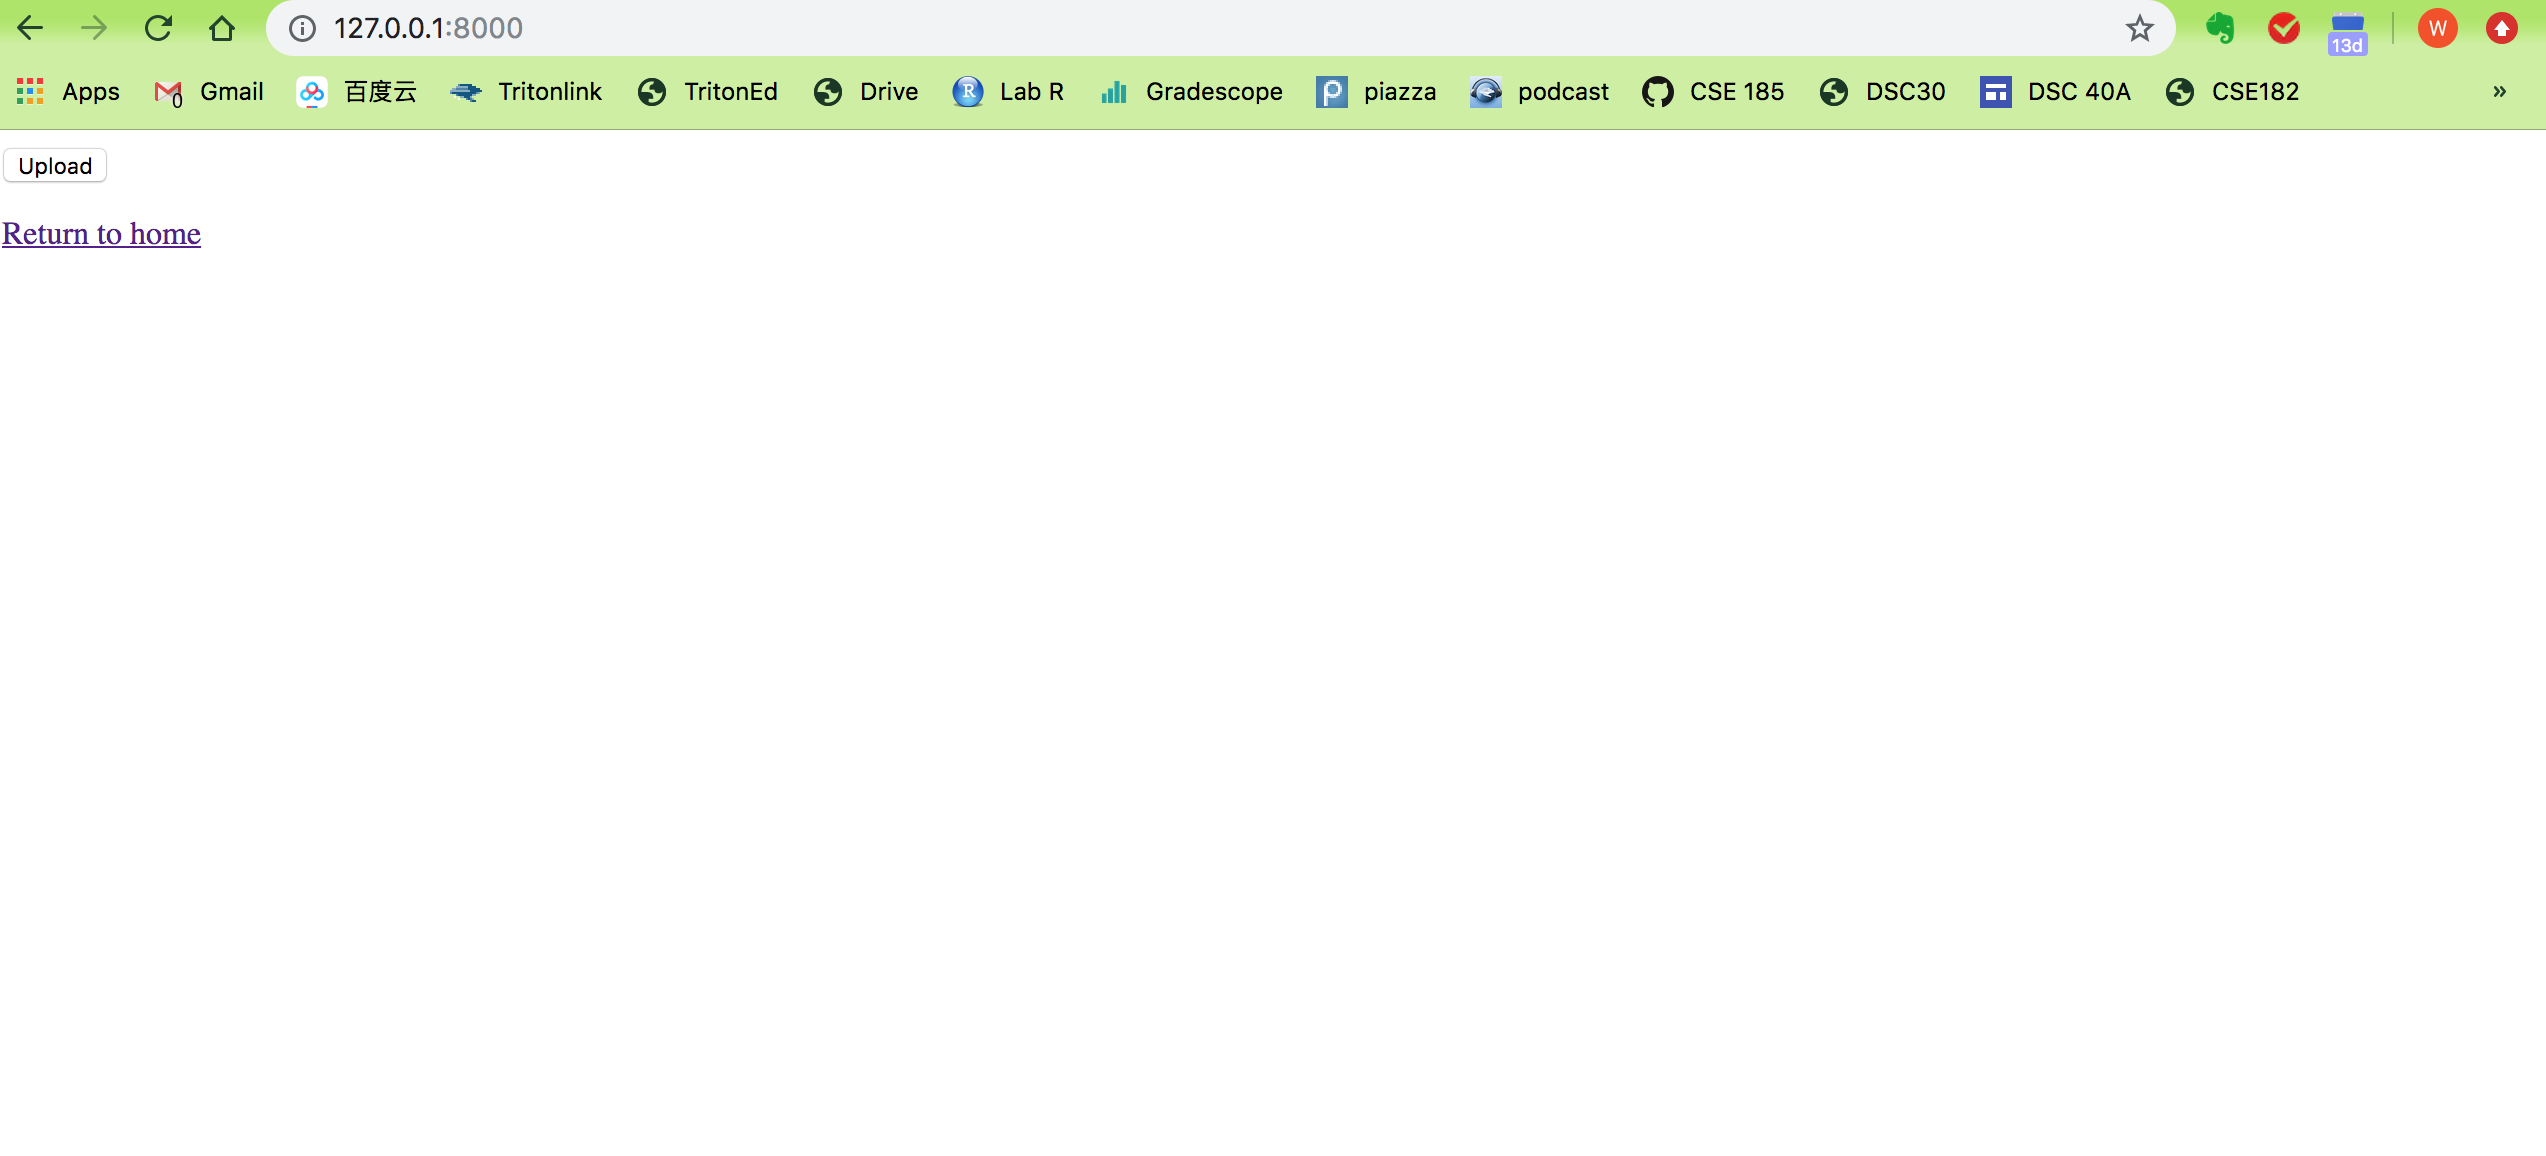 127.0.0.1:8000
13d
W
Apps 0 Gmail 百度云 Tritonlink TritonEd Drive R Lab R Gradescope p piazza podcast CSE 185 DSC30 DSC 40A CSE182 »
Upload
Return to home